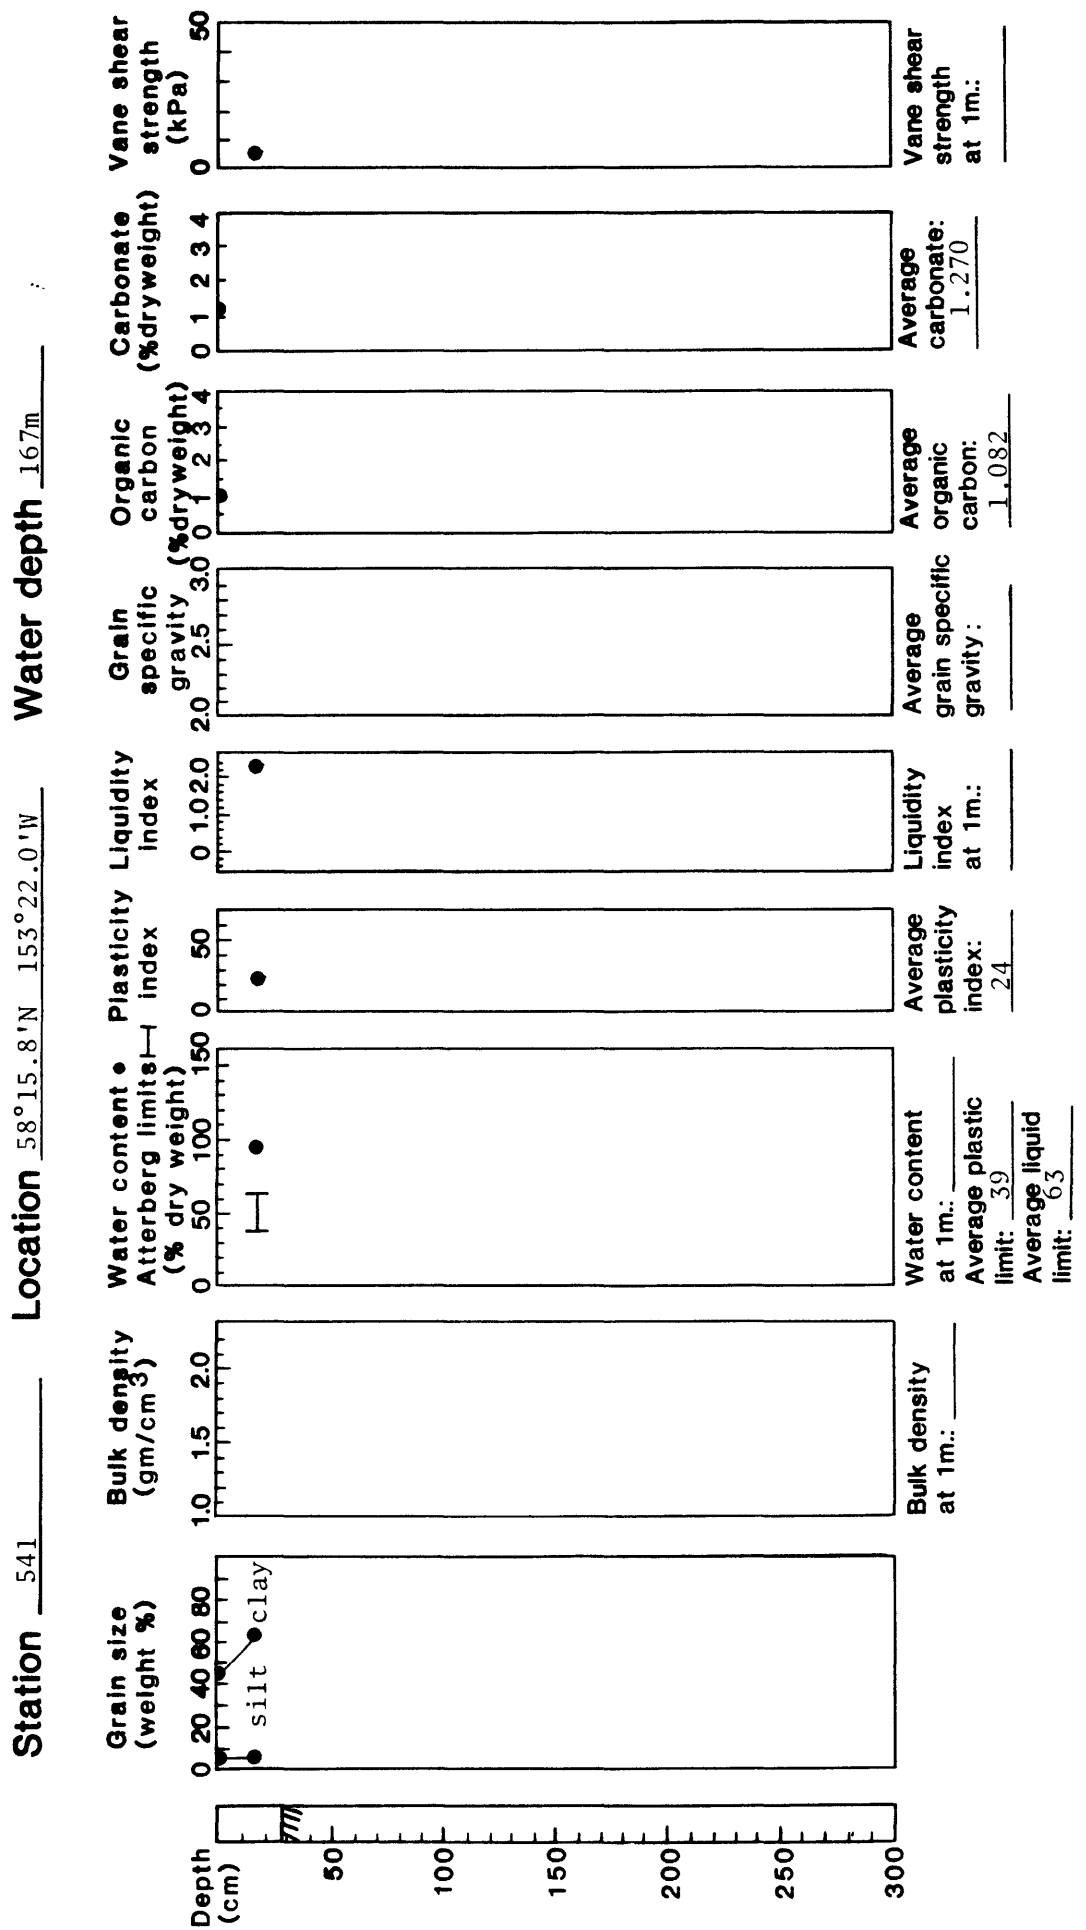 Station 541 Location 58°15.8'N 153°22.0'W Water depth 167m
Depth
(cm)
50
100
150
200
250
300
Grain size
(weight %)
0 20 40 60 80
silt
clay
Bulk density
(gm/cm3)
1.0 1.5 2.0
Bulk density
at 1m.:
Water content •
Atterberg limits
(% dry weight)
0 50 100 150
Water content
at 1m.:
Average plastic
limit: 39
Average liquid
limit: 63
Plasticity
index
0 50
Average
plasticity
index:
24
Liquidity
index
0 1.0 2.0
Liquidity
index
at 1m.:
Grain
specific
gravity
2.0 2.5 3.0
Average
grain specific
gravity:
Organic
carbon
(%dryweight)
0 1 2 3 4
Average
organic
carbon:
1.082
Carbonate
(%dryweight)
0 1 2 3 4
Average
carbonate:
1.270
Vane shear
strength
(kPa)
0 50
Vane shear
strength
at 1m.: